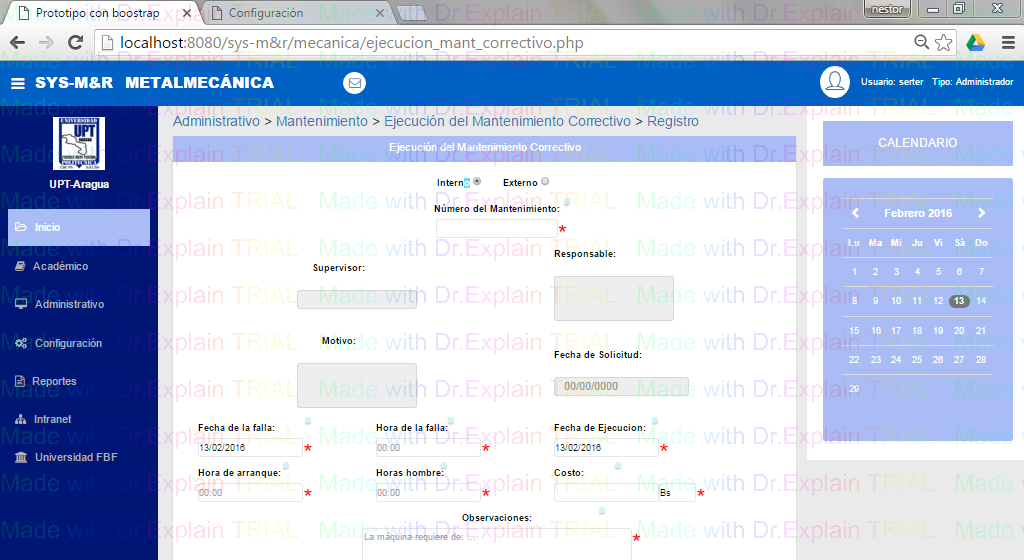 Prototipo con boostrap
Configuración
nestor
localhost:8080/sys-m&r/mecanica/ejecucion_mant_correctivo.php
Made with Dr.Explain TRIAL
SYS-M&R METALMECÁNICA
Usuario: serter Tipo: Administrador
UNIVERSIDAD
UPT
UPT-Aragua
Inicio
Académico
Administrativo
Configuración
Reportes
Intranet
Universidad FBF
Administrativo > Mantenimiento > Ejecución del Mantenimiento Correctivo > Registro
Ejecución del Mantenimiento Correctivo
Interno Externo
Número del Mantenimiento:
*
Supervisor:
Responsable:
Motivo:
Fecha de Solicitud:
00/00/0000
Fecha de la falla: Hora de la falla: Fecha de Ejecucion:
13/02/2016 * 00:00 * 13/02/2016 *
Hora de arranque: Horas hombre: Costo:
00:00 * 00:00 * Bs *
Observaciones:
La máquina requiere de: ... *
CALENDARIO
Febrero 2016
Lu Ma Mi Ju Vi Sá Do
1 2 3 4 5 6 7
8 9 10 11 12 13 14
15 16 17 18 19 20 21
22 23 24 25 26 27 28
29